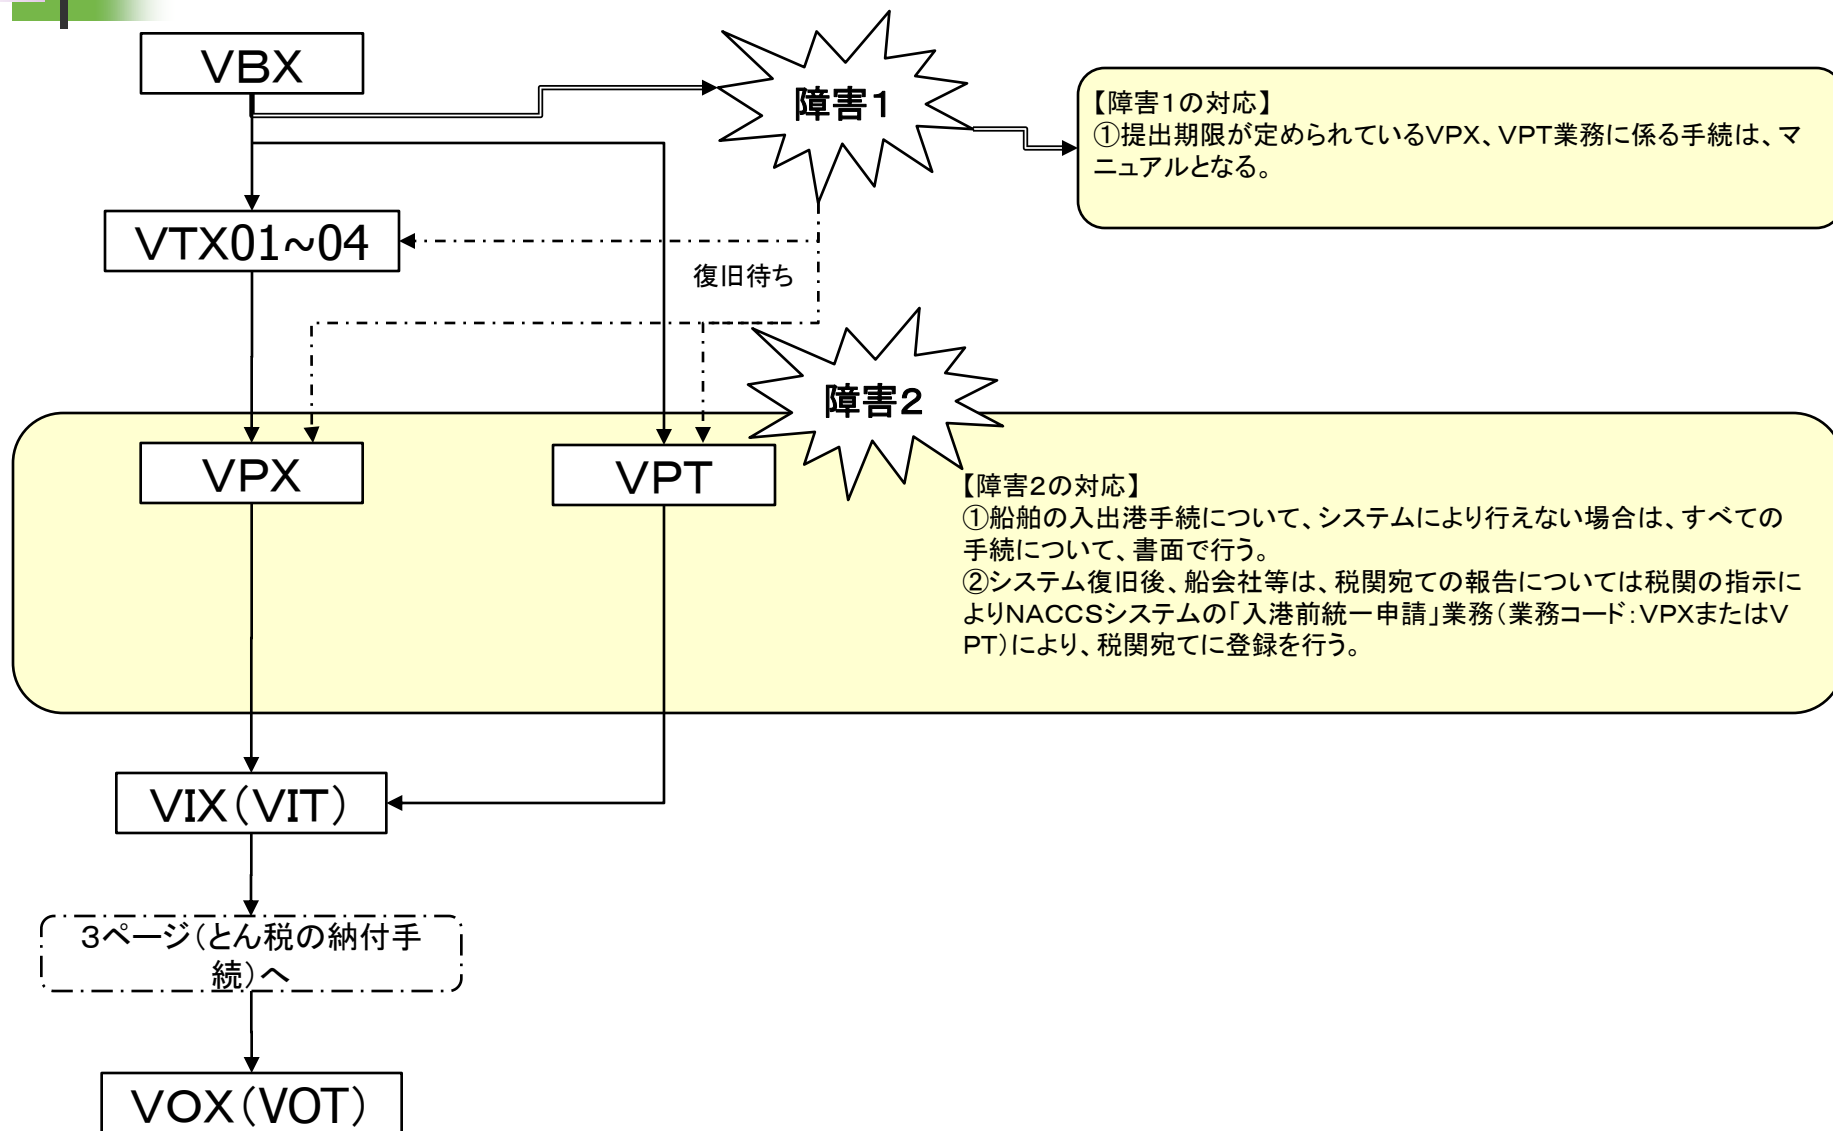 VBX
障害1
【障害1の対応】
①提出期限が定められているVPX、VPT業務に係る手続は、マ
ニュアルとなる。
VTX01~04
復旧待ち
障害2
VPX
VPT
【障害2の対応】
①船舶の入出港手続について、システムにより行えない場合は、すべての
手続について、書面で行う。
②システム復旧後、船会社等は、税関宛ての報告については税関の指示に
よりNACCSシステムの「入港前統一申請」業務(業務コード:VPXまたはV
PT)により、税関宛てに登録を行う。
VIX(VIT)
3ページ(とん税の納付手
続)へ
VOX(VOT)